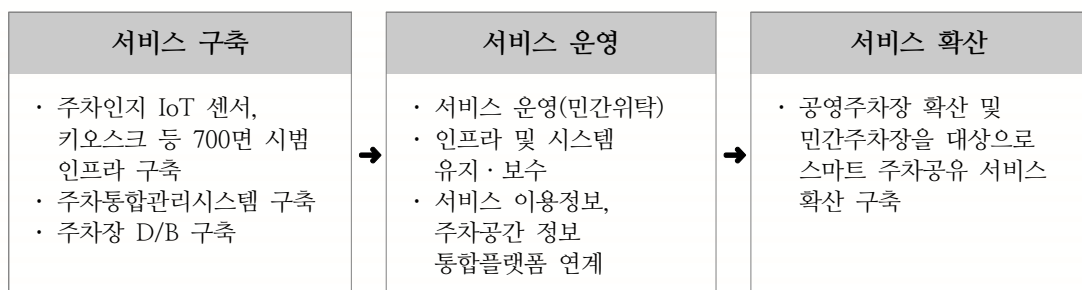 서비스 구축
· 주차인지 IoT 센서,
키오스크 등 700면 시범
인프라 구축
· 주차통합관리시스템 구축
· 주차장 D/B 구축
➜
서비스 운영
· 서비스 운영(민간위탁)
· 인프라 및 시스템
유지 · 보수
· 서비스 이용정보,
주차공간 정보
통합플랫폼 연계
➜
서비스 확산
· 공영주차장 확산 및
민간주차장을 대상으로
스마트 주차공유 서비스
확산 구축